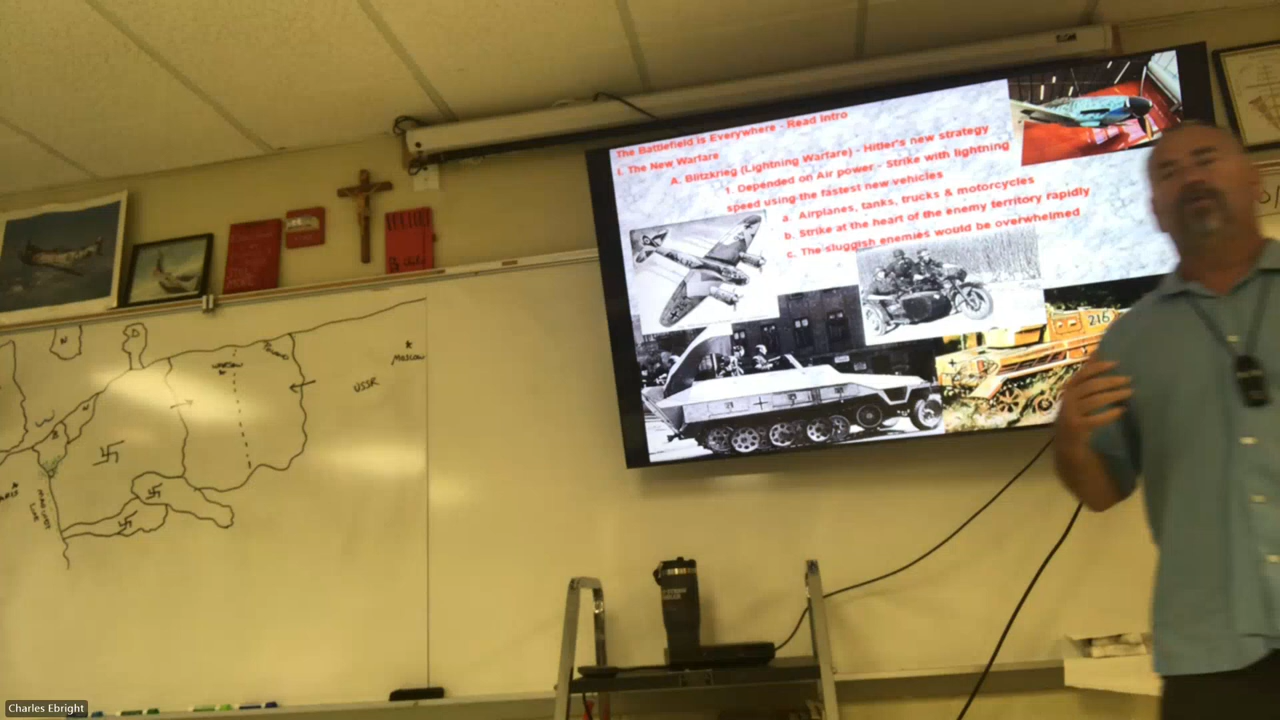 The Battlefield is Everywhere - Read Intro
I. The New Warfare
A. Blitzkrieg (Lightning Warfare) - Hitler's new strategy
1. Depended on Air power - Strike with lightning
speed using the fastest new vehicles
a. Airplanes, tanks, trucks & motorcycles
b. Strike at the heart of the enemy territory rapidly
c. The sluggish enemies would be overwhelmed
216
N
D
WARSAW
MOSCOW
USSR
Charles Ebright